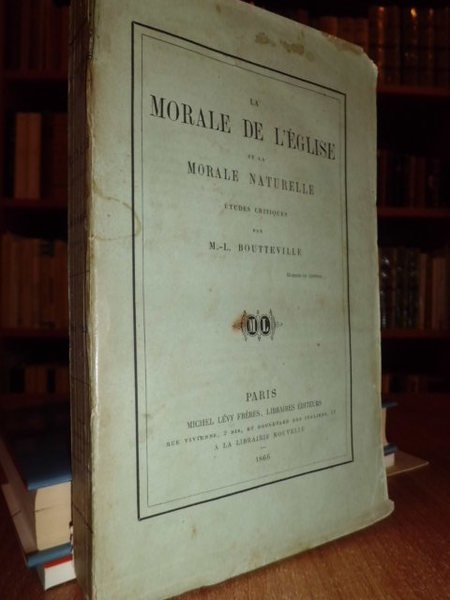 LA
MORALE DE L'ÉGLISE
ET LA
MORALE NATURELLE
ÉTUDES CRITIQUES
PAR
M.-L. BOUTTEVILLE
ML
PARIS
MICHEL LÉVY FRÈRES, LIBRAIRES ÉDITEURS
RUE VIVIENNE, 2 BIS, ET BOULEVARD DES ITALIENS, 15
A LA LIBRAIRIE NOUVELLE
1866